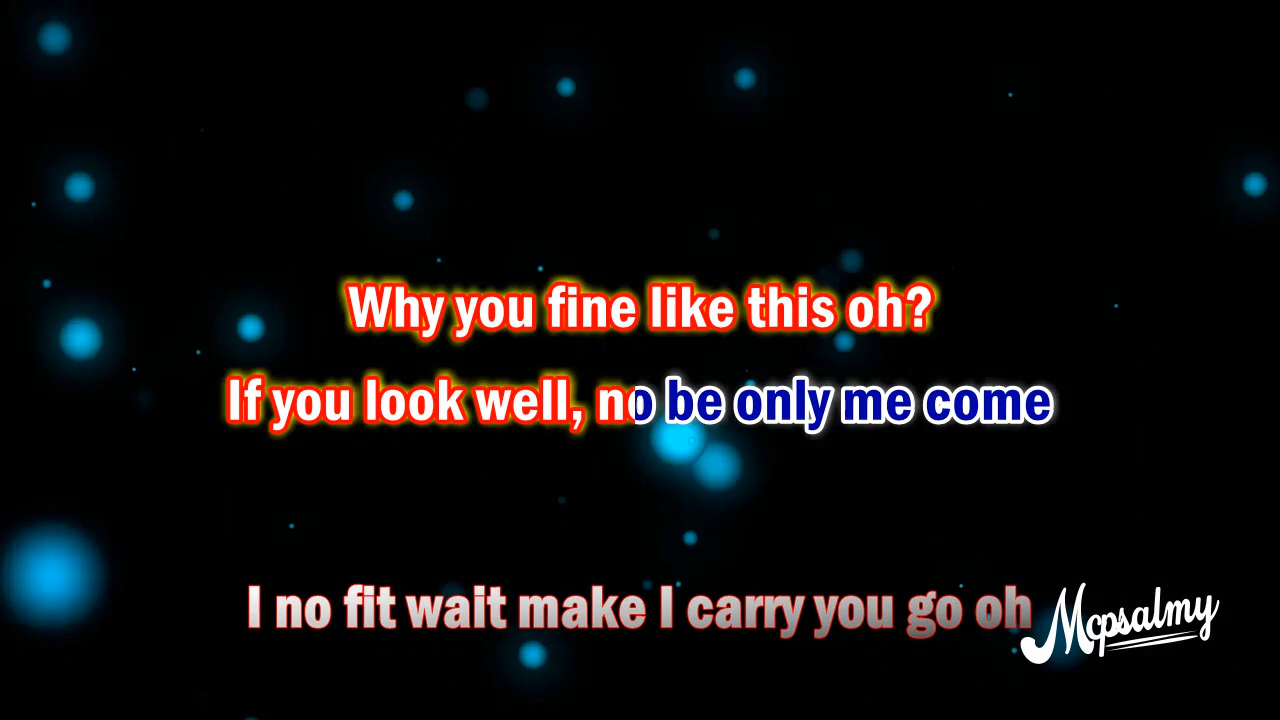 Why you fine like this oh?
If you look well, no be only me come
I no fit wait make I carry you go oh
Mcpsalmy